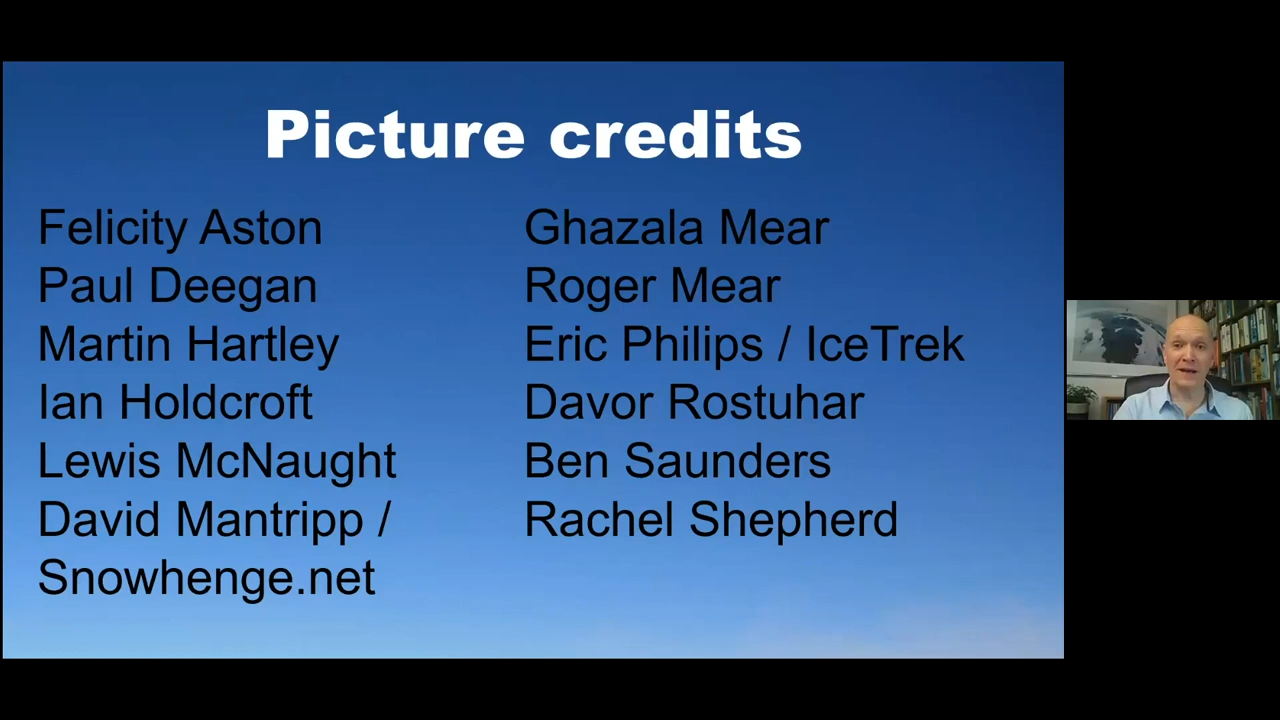 Picture credits
Felicity Aston
Paul Deegan
Martin Hartley
Ian Holdcroft
Lewis McNaught
David Mantripp /
Snowhenge.net
Ghazala Mear
Roger Mear
Eric Philips / IceTrek
Davor Rostuhar
Ben Saunders
Rachel Shepherd